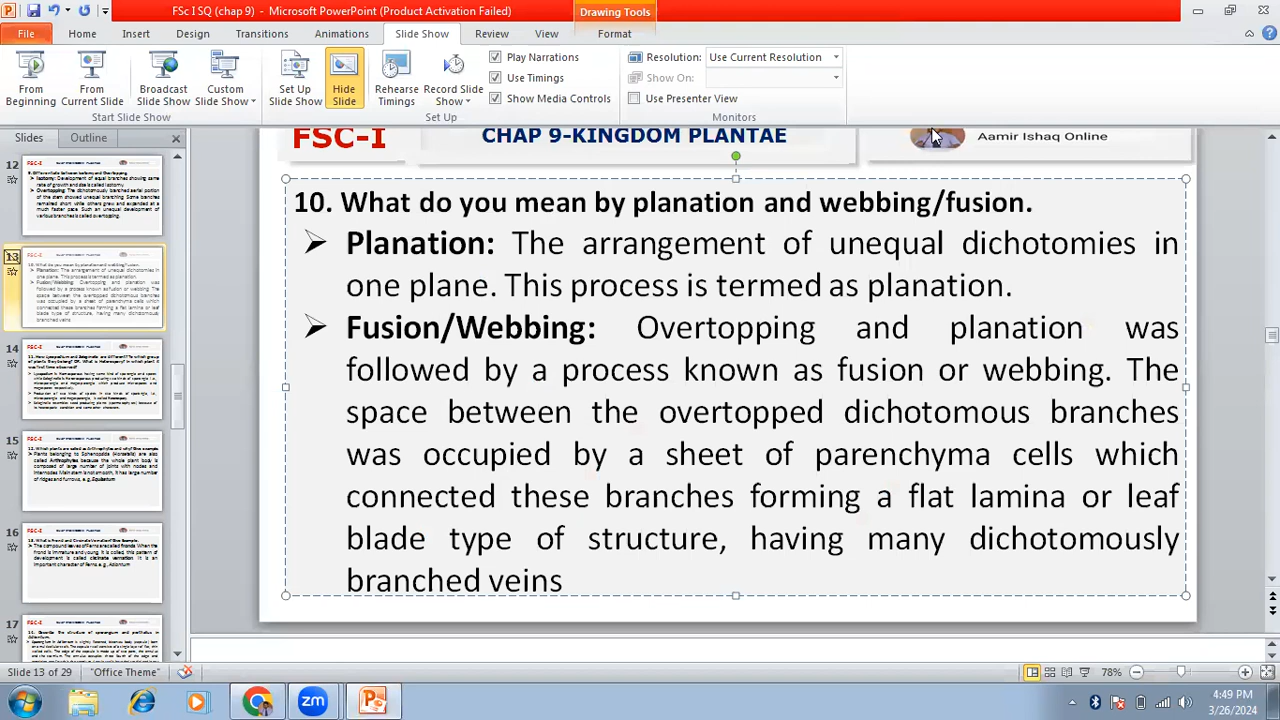 FSc I SQ (chap 9) - Microsoft PowerPoint (Product Activation Failed)
Drawing Tools
File Home Insert Design Transitions Animations Slide Show Review View Format
From Beginning
From Current Slide
Broadcast Slide Show
Custom Slide Show
Start Slide Show
Set Up Slide Show
Hide Slide
Rehearse Timings
Record Slide Show
Play Narrations
Use Timings
Show Media Controls
Set Up
Resolution: Use Current Resolution
Show On:
Use Presenter View
Monitors
Slides Outline
12
13
14
15
16
17
FSC-I
CHAP 9-KINGDOM PLANTAE
Aamir Ishaq Online
10. What do you mean by planation and webbing/fusion.
Planation: The arrangement of unequal dichotomies in
one plane. This process is termed as planation.
Fusion/Webbing: Overtopping and planation was
followed by a process known as fusion or webbing. The
space between the overtopped dichotomous branches
was occupied by a sheet of parenchyma cells which
connected these branches forming a flat lamina or leaf
blade type of structure, having many dichotomously
branched veins
Slide 13 of 29 "Office Theme" 78%
zm
4:49 PM
3/26/2024